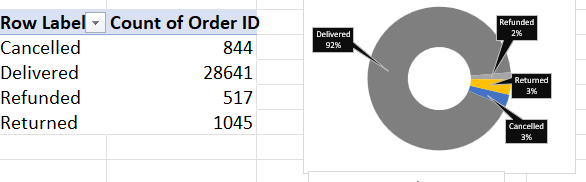 Row Label Count of Order ID
Cancelled 844
Delivered 28641
Refunded 517
Returned 1045
Delivered
92%
Refunded
2%
Returned
3%
Cancelled
3%